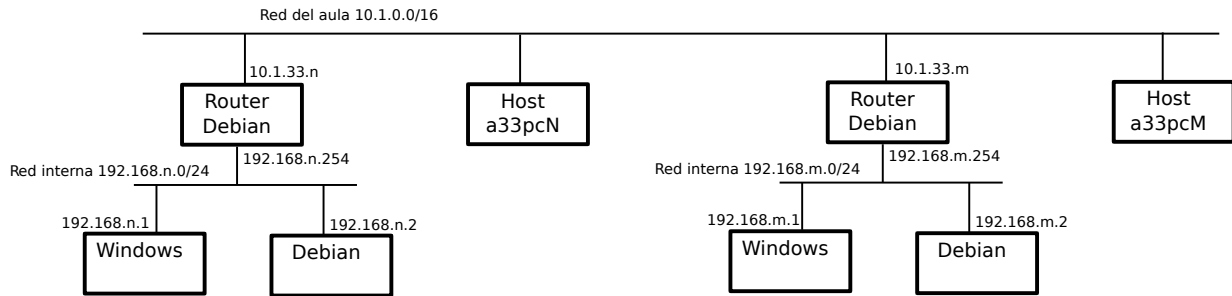 Red del aula 10.1.0.0/16
10.1.33.n
10.1.33.m
Router
Debian
Host
a33pcN
Router
Debian
Host
a33pcM
192.168.n.254
192.168.m.254
Red interna 192.168.n.0/24
Red interna 192.168.m.0/24
192.168.n.1
192.168.n.2
192.168.m.1
192.168.m.2
Windows
Debian
Windows
Debian